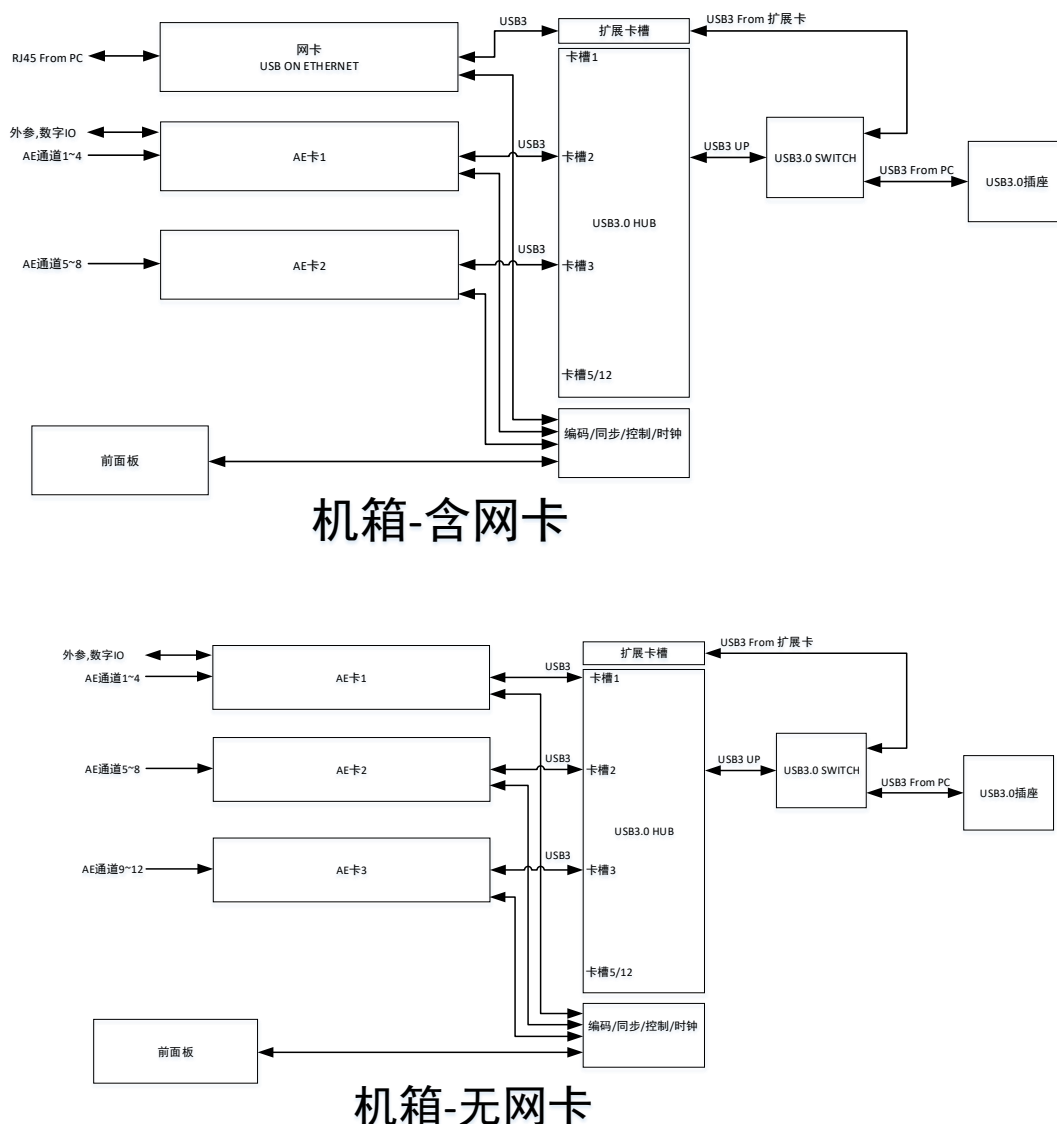 USB3
扩展卡槽
USB3 From 扩展卡
网卡
USB ON ETHERNET
RJ45 From PC
卡槽1
外参,数字IO
AE通道1~4
AE卡1
USB3
卡槽2
USB3 UP
USB3.0 SWITCH
USB3 From PC
USB3.0插座
USB3.0 HUB
AE通道5~8
AE卡2
USB3
卡槽3
卡槽5/12
编码/同步/控制/时钟
前面板
机箱-含网卡
外参,数字IO
AE通道1~4
AE卡1
USB3
扩展卡槽
USB3 From 扩展卡
卡槽1
AE通道5~8
AE卡2
USB3
卡槽2
USB3 UP
USB3.0 SWITCH
USB3 From PC
USB3.0插座
USB3.0 HUB
AE通道9~12
AE卡3
USB3
卡槽3
卡槽5/12
编码/同步/控制/时钟
前面板
机箱-无网卡